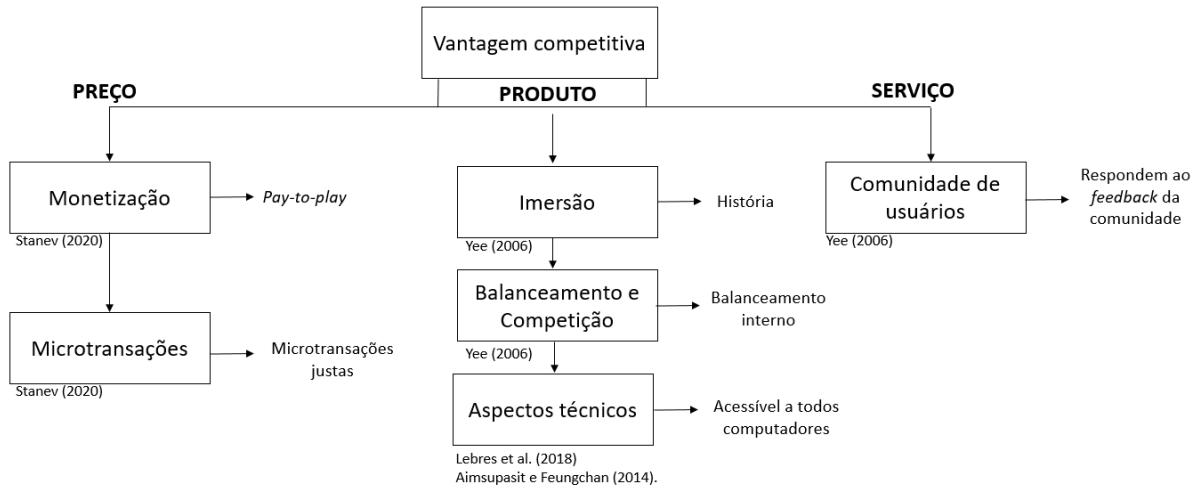 Vantagem competitiva
PREÇO
PRODUTO
SERVIÇO
Monetização
Pay-to-play
Stanev (2020)
Microtransações
Microtransações
justas
Stanev (2020)
Imersão
História
Yee (2006)
Balanceamento e
Competição
Balanceamento
interno
Yee (2006)
Aspectos técnicos
Acessível a todos
computadores
Lebres et al. (2018)
Aimsupasit e Feungchan (2014).
Comunidade de
usuários
Respondem ao
feedback da
comunidade
Yee (2006)